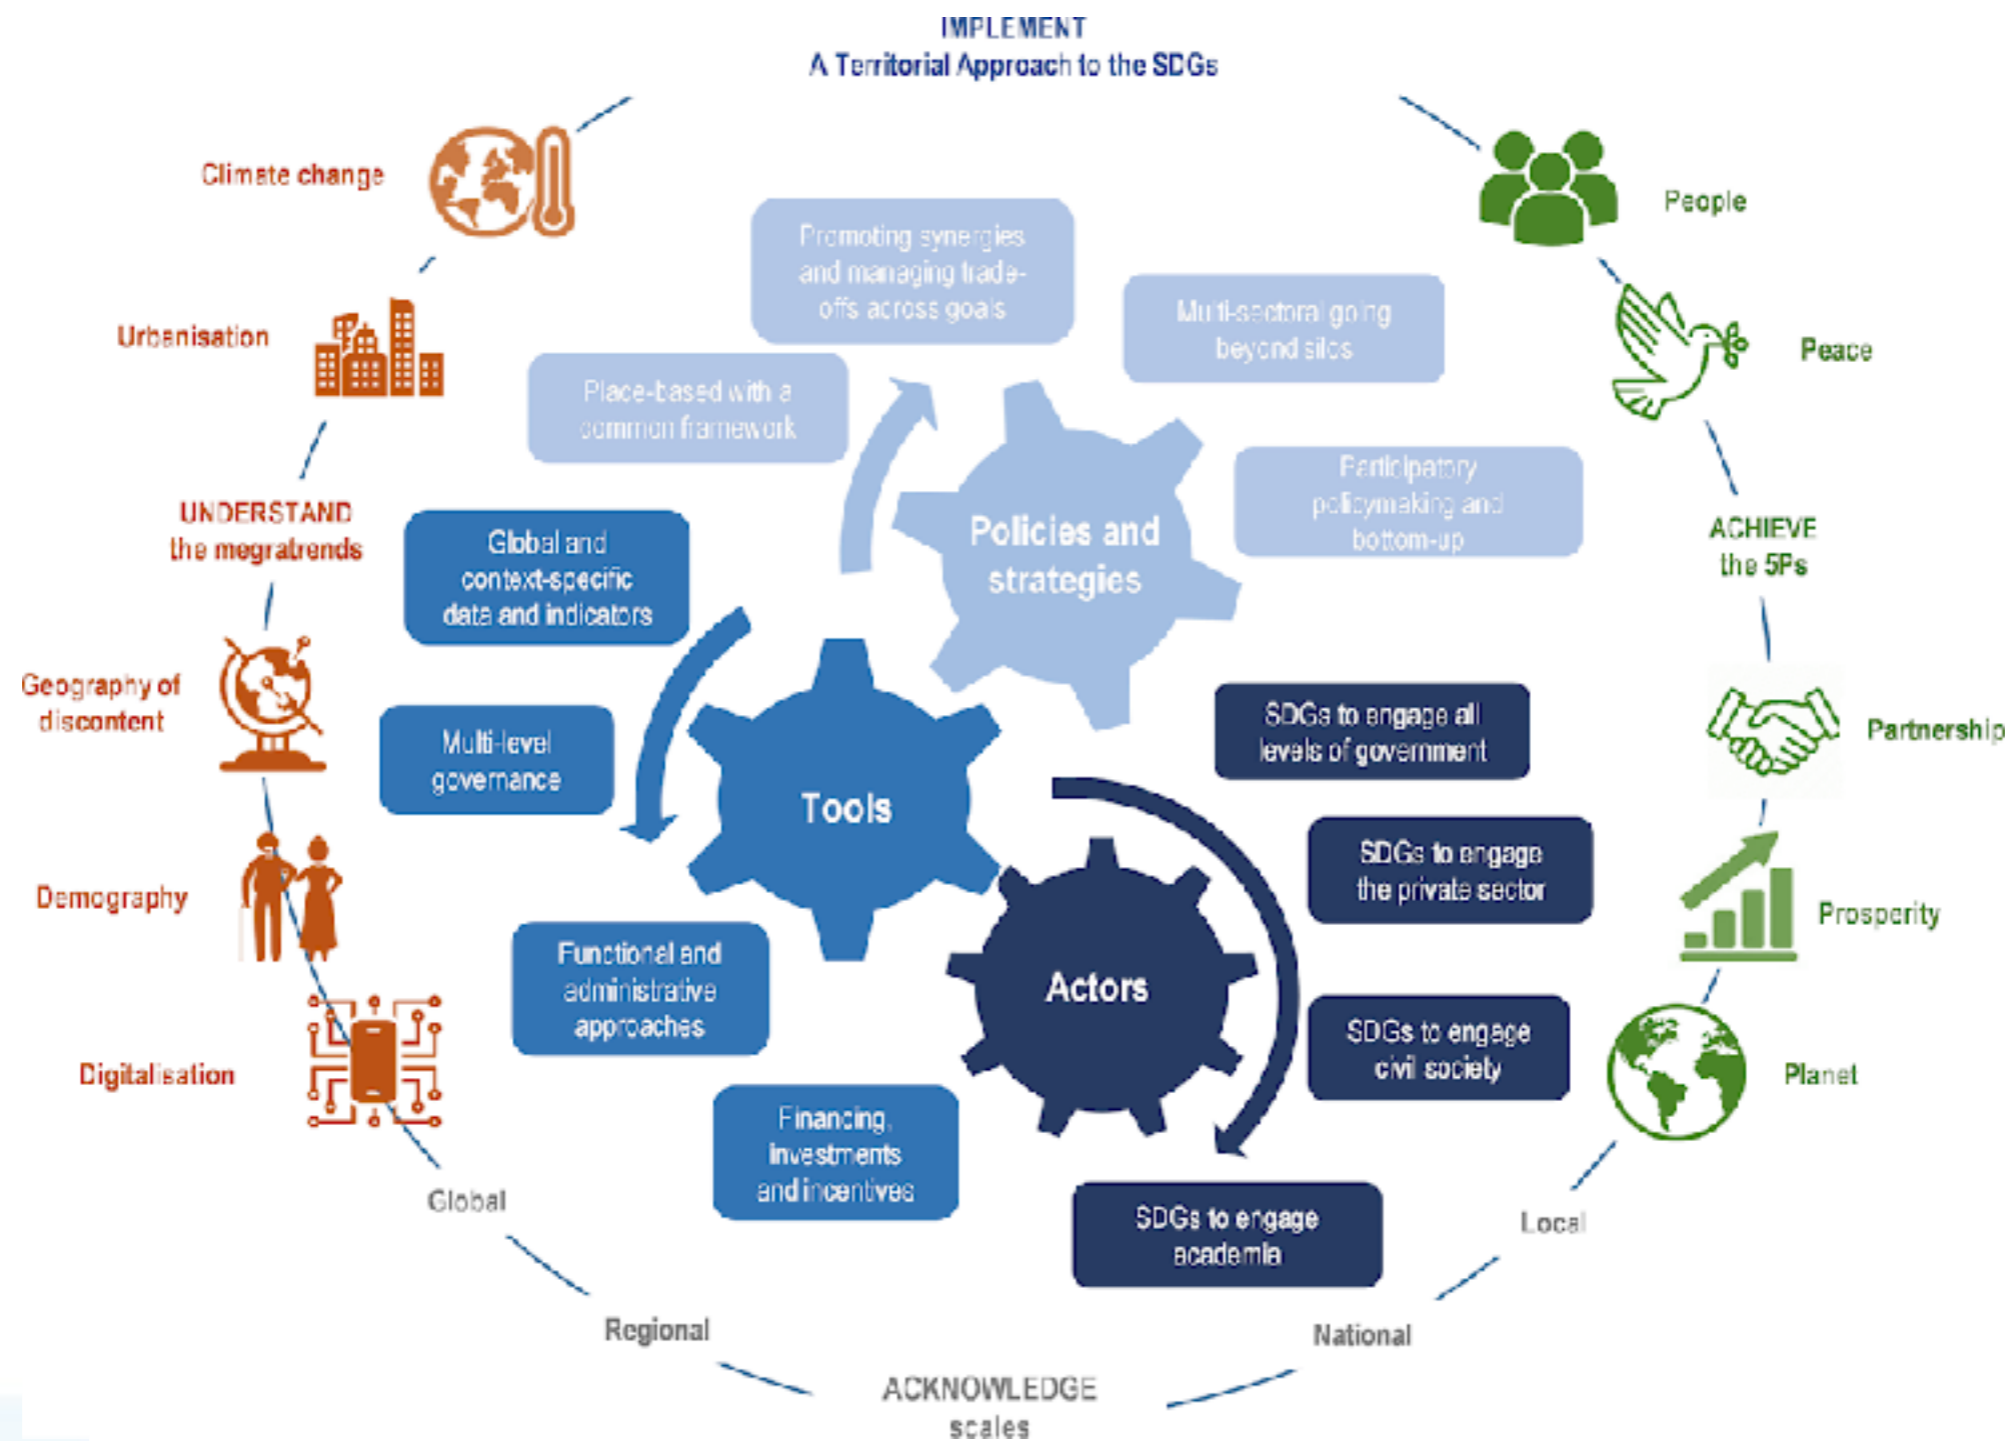 IMPLEMENT
A Territorial Approach to the SDGs
Climate change
Urbanisation
UNDERSTAND
the megratrends
Geography of
discontent
Demography
Digitalisation
Promoting synergies
and managing trade-
offs across goals
Multi-sectoral going
beyond silos
Place-based with a
common framework
Participatory
policymaking and
bottom-up
Policies and
strategies
Global and
context-specific
data and indicators
Multi-level
governance
Tools
Functional and
administrative
approaches
Financing,
investments
and incentives
SDGs to engage all
levels of government
SDGs to engage
the private sector
Actors
SDGs to engage
civil society
SDGs to engage
academia
People
Peace
ACHIEVE
the 5Ps
Partnership
Prosperity
Planet
Global
Regional
ACKNOWLEDGE
scales
National
Local